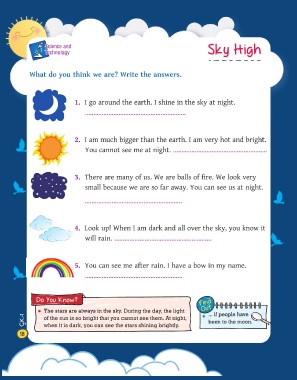 Science and
Technology
Sky High
What do you think we are? Write the answers.
1. I go around the earth. I shine in the sky at night.
2. I am much bigger than the earth. I am very hot and bright.
You cannot see me at night.
3. There are many of us. We are balls of fire. We look very
small because we are so far away. You can see us at night.
4. Look up! When I am dark and all over the sky, you know it
will rain.
5. You can see me after rain. I have a bow in my name.
Do You Know?
• The stars are always in the sky. During the day, the light
of the sun is so bright that you cannot see them. At night,
when it is dark, you can see the stars shining brightly.
Find
Out
... if people have
been to the moon.
GK-1
18